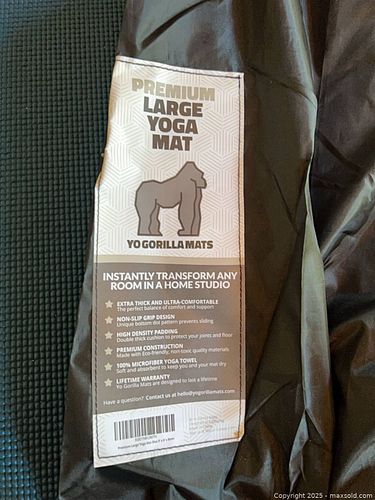 PREMIUM
LARGE
YOGA
MAT
YO GORILLA MATS
INSTANTLY TRANSFORM ANY
ROOM IN A HOME STUDIO
EXTRA THICK AND ULTRA-COMFORTABLE
The perfect balance of comfort and support
NON-SLIP GRIP DESIGN
Unique bottom dot pattern prevents sliding
HIGH DENSITY PADDING
Double thick cushion to protect your joints and floor
PREMIUM CONSTRUCTION
Made with Eco-friendly, non-toxic quality materials
100% MICROFIBER YOGA TOWEL
Soft and absorbent to keep you and your mat dry
LIFETIME WARRANTY
Yo Gorilla Mats are designed to last a lifetime
Have a question? Contact us at hello@yogorillamats.com
Premium Large Yoga Mat
Copyright 2025 - maxsold.com